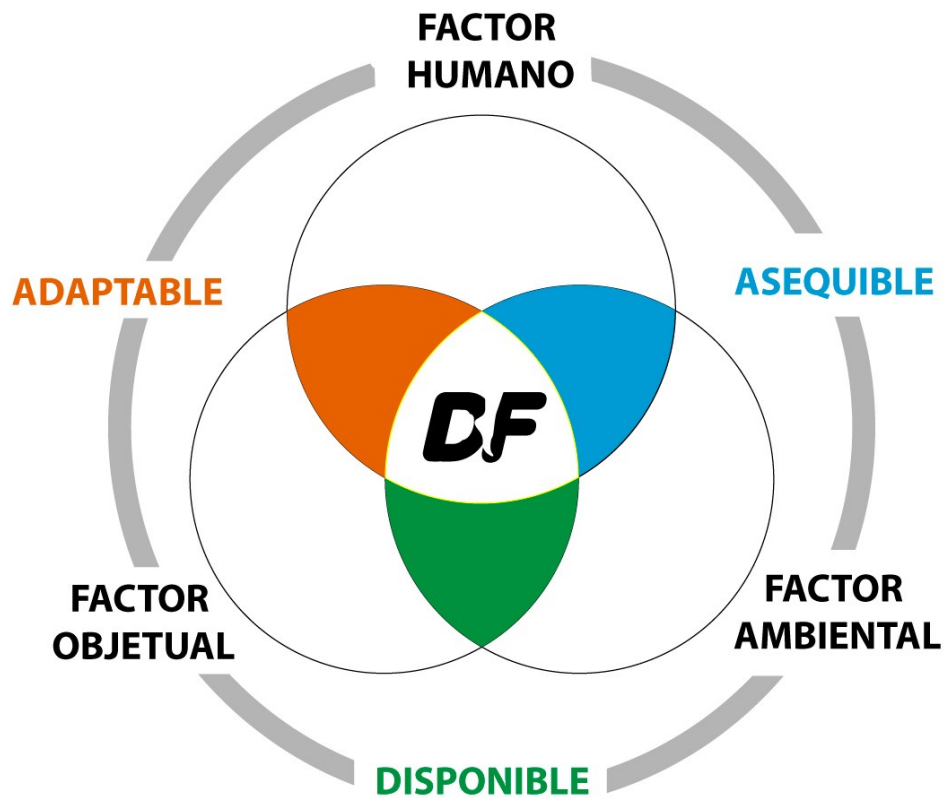 FACTOR
HUMANO
ADAPTABLE
ASEQUIBLE
DF
FACTOR
OBJETUAL
FACTOR
AMBIENTAL
DISPONIBLE